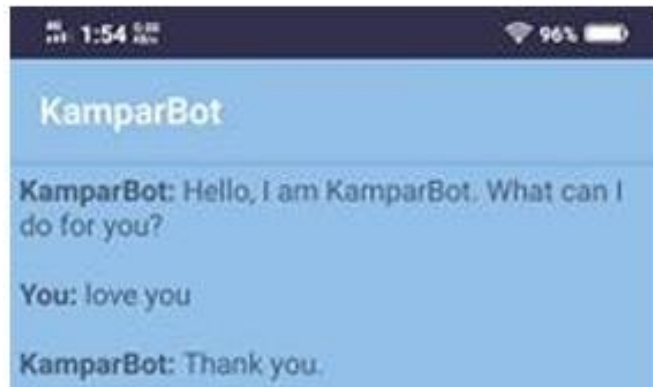 1:54
96%
KamparBot
KamparBot: Hello, I am KamparBot. What can I
do for you?
You: love you
KamparBot: Thank you.